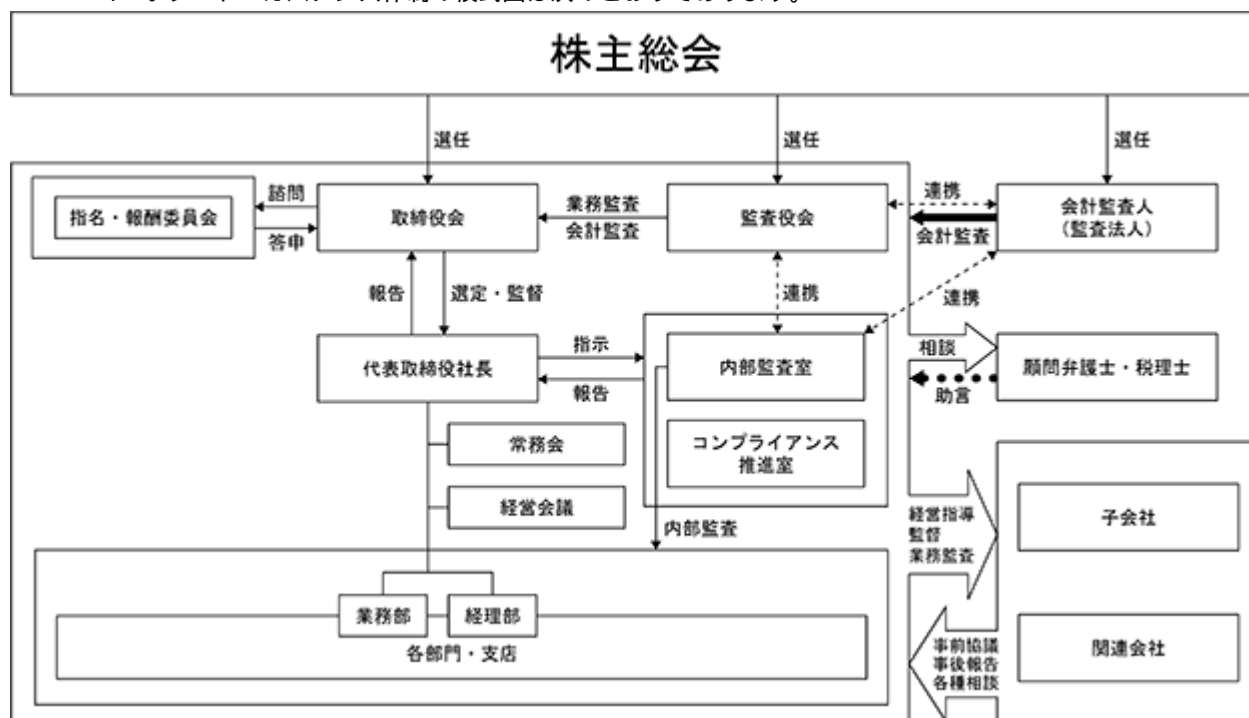 株主総会
選任
選任
選任
指名・報酬委員会
諮問
答申
取締役会
業務監査
会計監査
監査役会
連携
会計監査
会計監査人
(監査法人)
報告
選定・監督
連携
連携
代表取締役社長
指示
報告
内部監査室
相談
助言
顧問弁護士・税理士
コンプライアンス
推進室
常務会
経営会議
内部監査
経営指導
監督
業務監査
子会社
業務部
経理部
各部門・支店
事前協議
事後報告
各種相談
関連会社